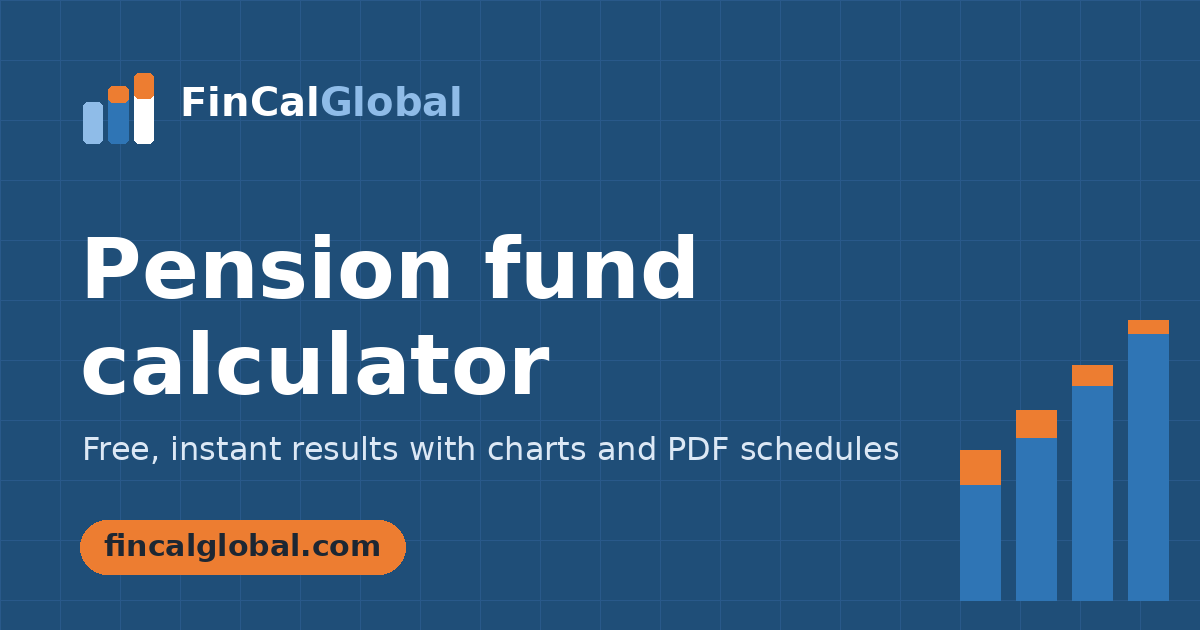 FinCalGlobal
Pension fund
calculator
Free, instant results with charts and PDF schedules
fincalglobal.com